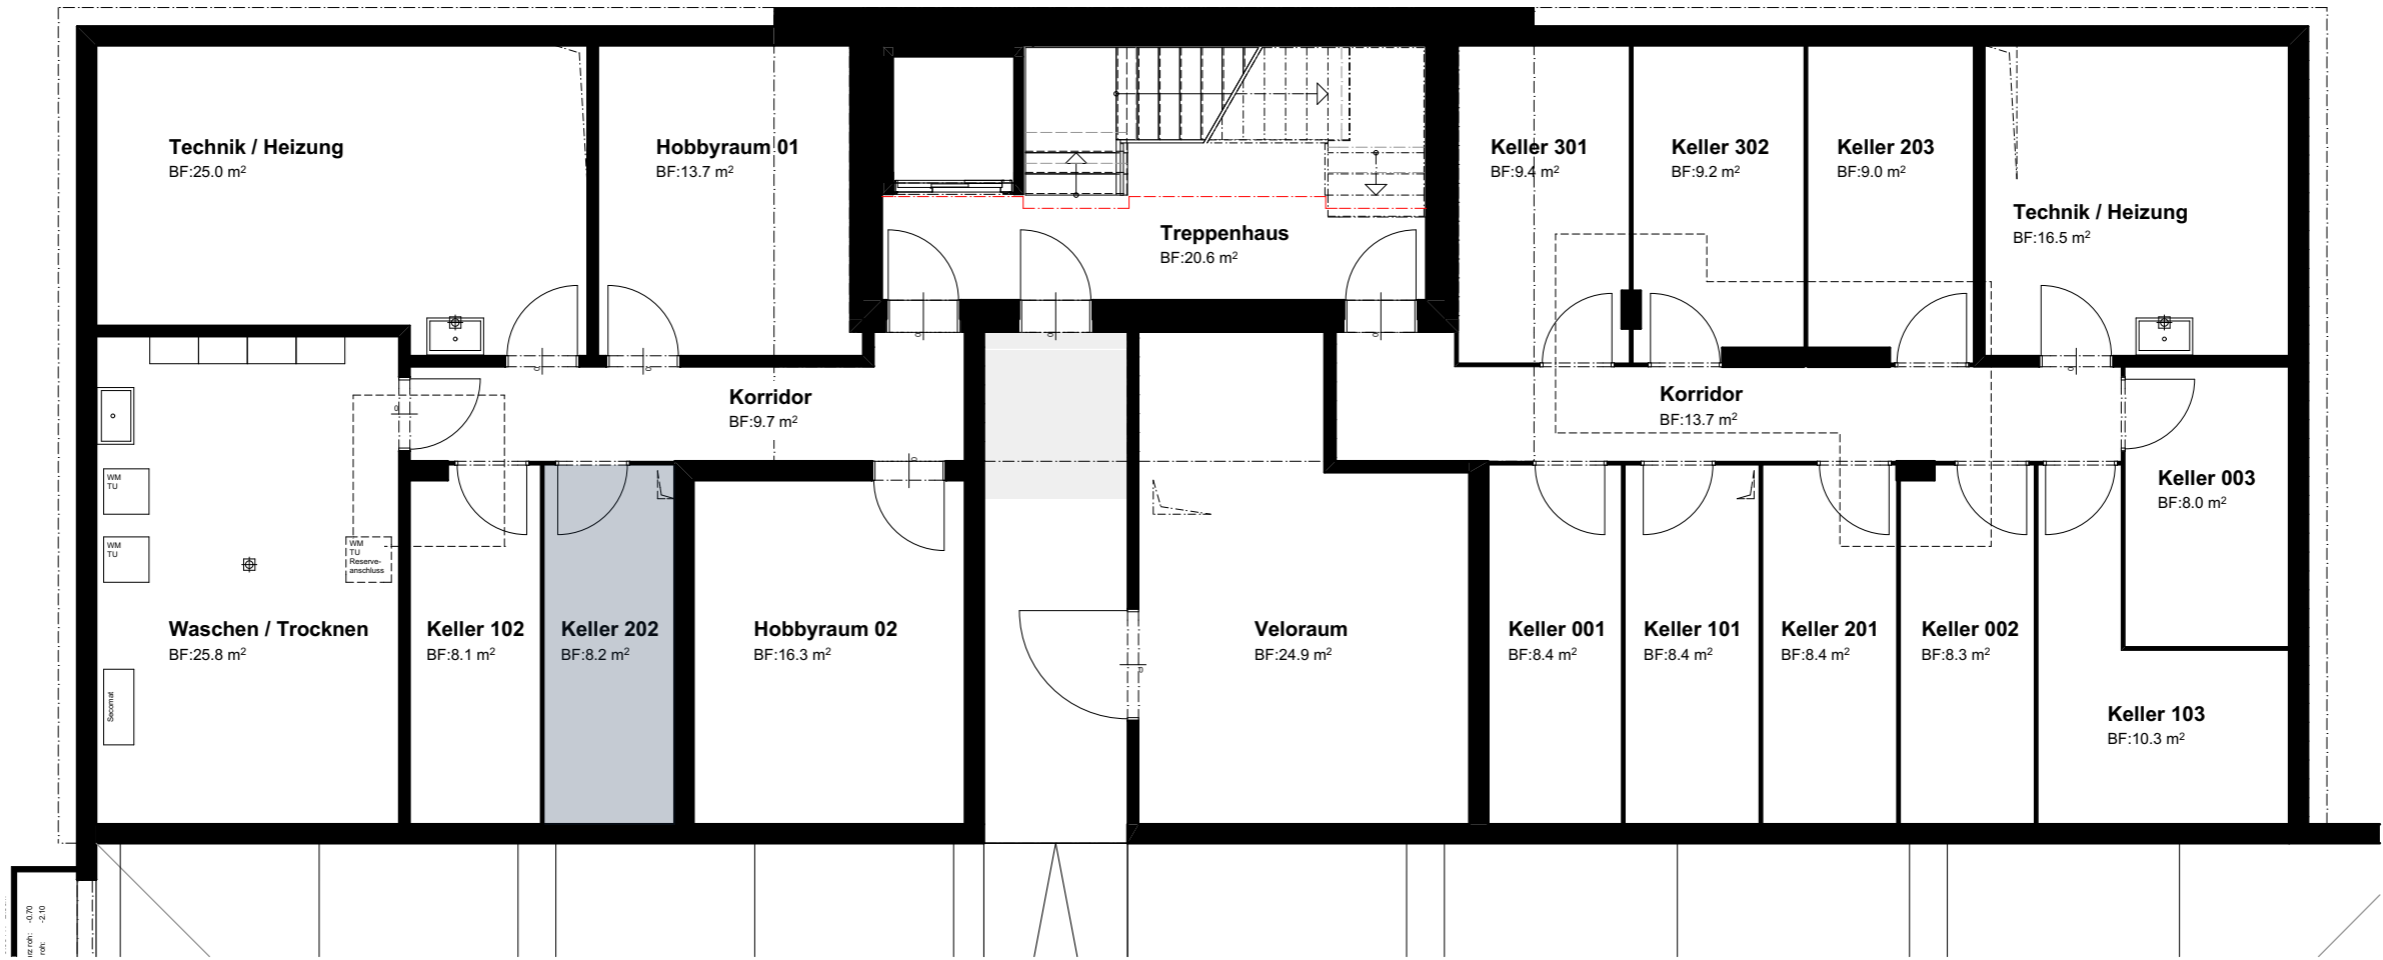 Technik / Heizung
BF:25.0 m²
Hobbyraum 01
BF:13.7 m²
Treppenhaus
BF:20.6 m²
Keller 301
BF:9.4 m²
Keller 302
BF:9.2 m²
Keller 203
BF:9.0 m²
Technik / Heizung
BF:16.5 m²
Korridor
BF:9.7 m²
Korridor
BF:13.7 m²
Keller 003
BF:8.0 m²
WM
TU
WM
TU
WM
TU
Reserve-
anschluss
Waschen / Trocknen
BF:25.8 m²
Keller 102
BF:8.1 m²
Keller 202
BF:8.2 m²
Hobbyraum 02
BF:16.3 m²
Veloraum
BF:24.9 m²
Keller 001
BF:8.4 m²
Keller 101
BF:8.4 m²
Keller 201
BF:8.4 m²
Keller 002
BF:8.3 m²
Keller 103
BF:10.3 m²
Secomat
roh: -0.70
roh: -2.10